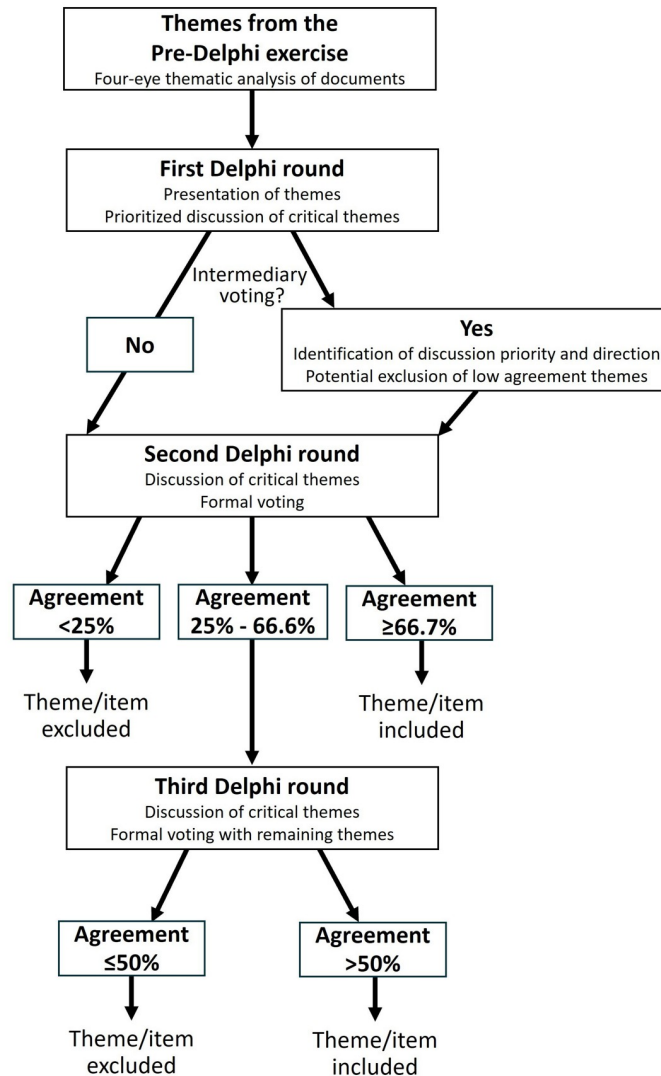 Themes from the
Pre-Delphi exercise
Four-eye thematic analysis of documents
First Delphi round
Presentation of themes
Prioritized discussion of critical themes
Intermediary
voting?
No
Yes
Identification of discussion priority and direction
Potential exclusion of low agreement themes
Second Delphi round
Discussion of critical themes
Formal voting
Agreement
<25%
Agreement
25% - 66.6%
Agreement
≥66.7%
Theme/item
excluded
Theme/item
included
Third Delphi round
Discussion of critical themes
Formal voting with remaining themes
Agreement
≤50%
Agreement
>50%
Theme/item
excluded
Theme/item
included